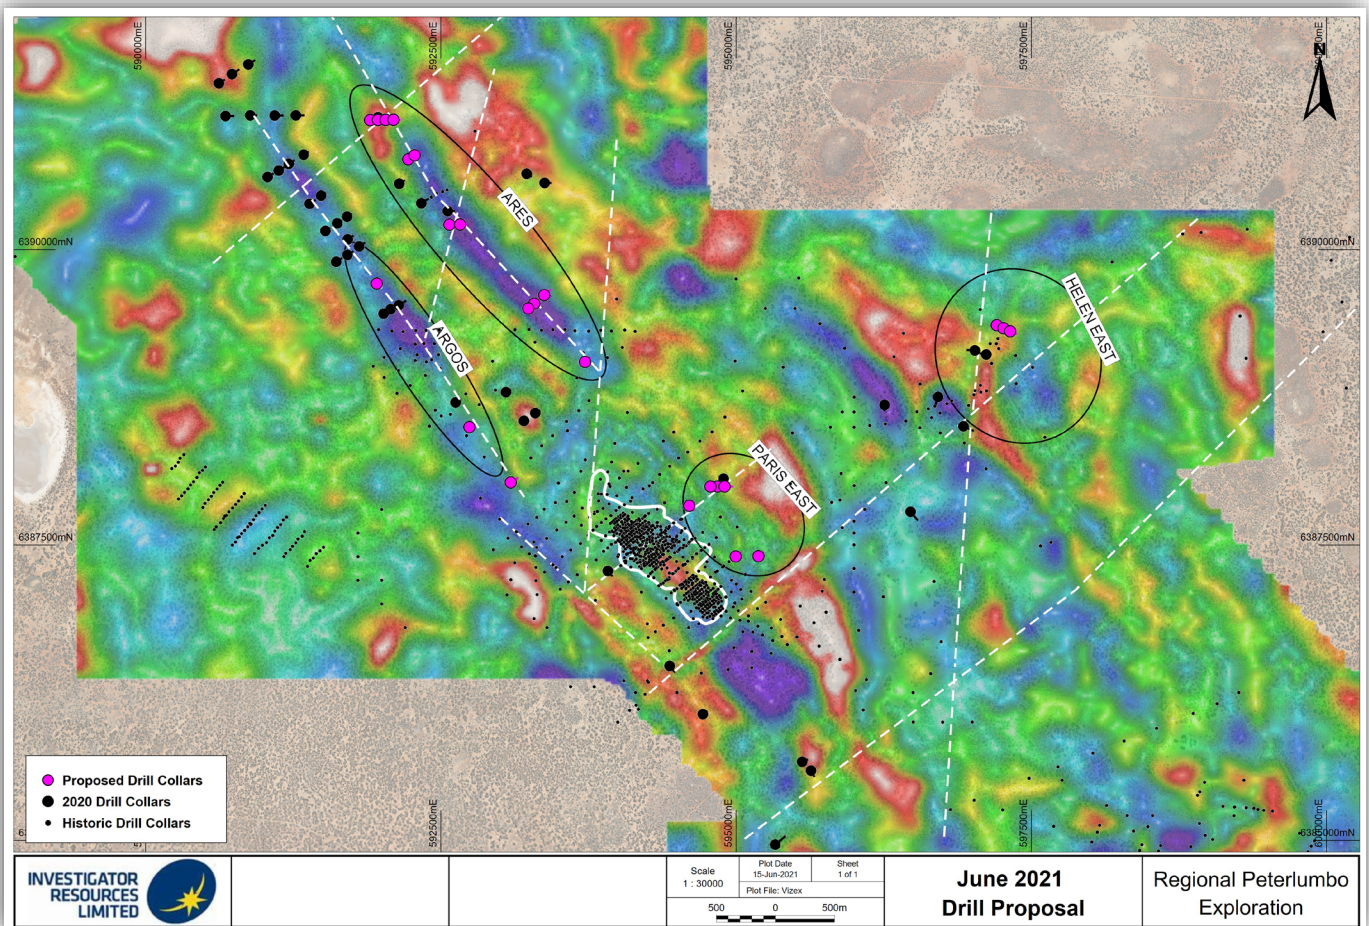 590000mE
592500mE
595000mE
597500mE
N
ARES
6390000mN
6390000mN
HELEN EAST
ARGOS
PARIS EAST
6387500mN
6387500mN
Proposed Drill Collars
2020 Drill Collars
Historic Drill Collars
592500mE
595000mE
597500mE
6385000mN
INVESTIGATOR
RESOURCES
LIMITED
Scale
1 : 30000
Plot Date
15-Jun-2021
Sheet
1 of 1
Plot File: Vizex
500 0 500m
June 2021
Drill Proposal
Regional Peterlumbo
Exploration